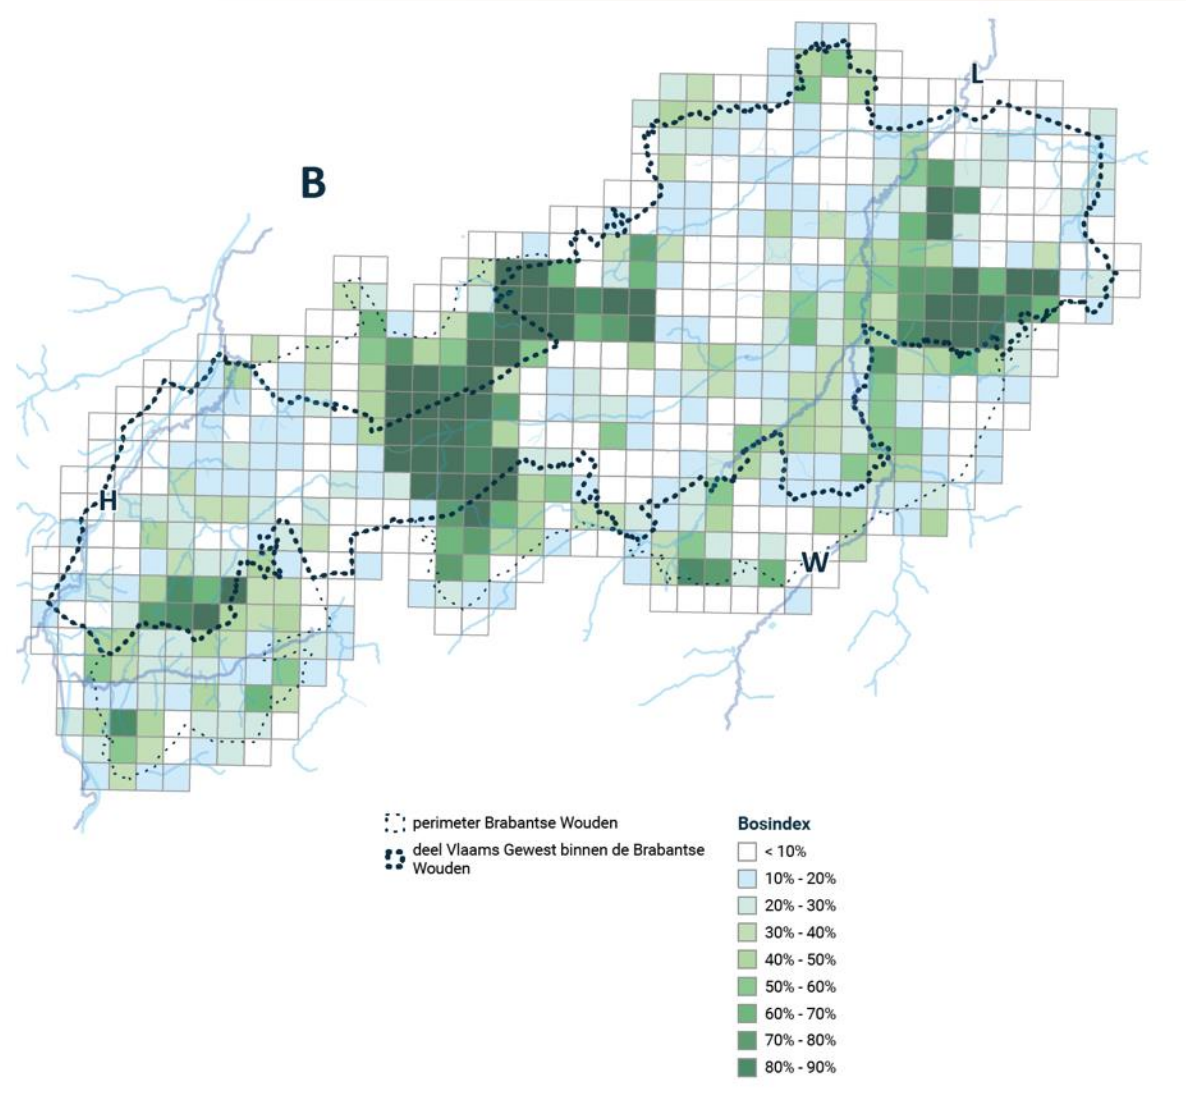 L
B
H
W
perimeter Brabantse Wouden
deel Vlaams Gewest binnen de Brabantse
Wouden
Bosindex
< 10%
10% - 20%
20% - 30%
30% - 40%
40% - 50%
50% - 60%
60% - 70%
70% - 80%
80% - 90%